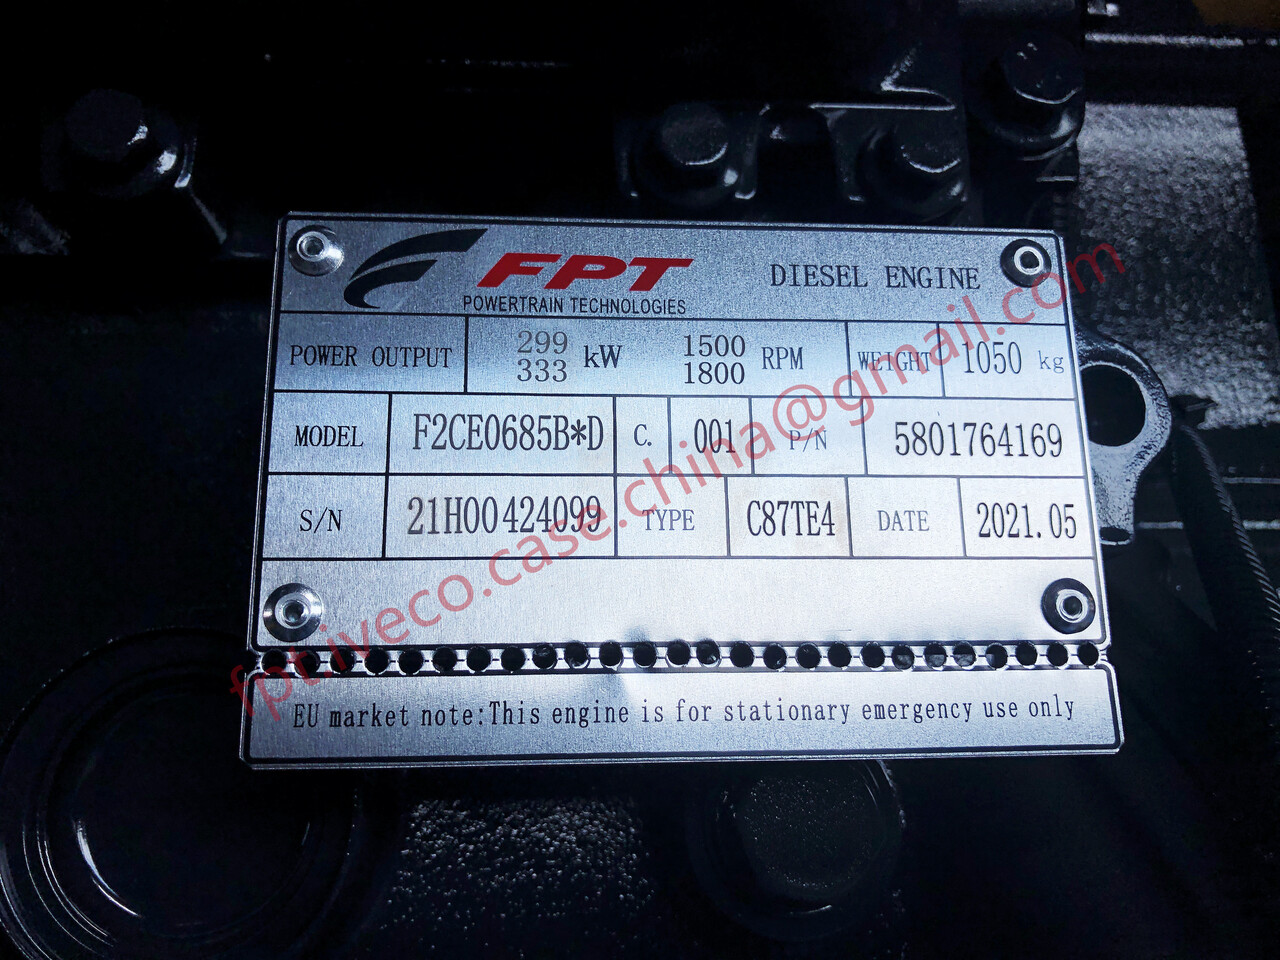 FPT
POWERTRAIN TECHNOLOGIES
DIESEL ENGINE
POWER OUTPUT 299 kW 1500 RPM WEIGHT 1050 kg
333 1800
MODEL F2CE0685B*D C. 001 P/N 5801764169
S/N 21H00424099 TYPE C87TE4 DATE 2021.05
EU market note:This engine is for stationary emergency use only
fpt.iveco.case.china@gmail.com